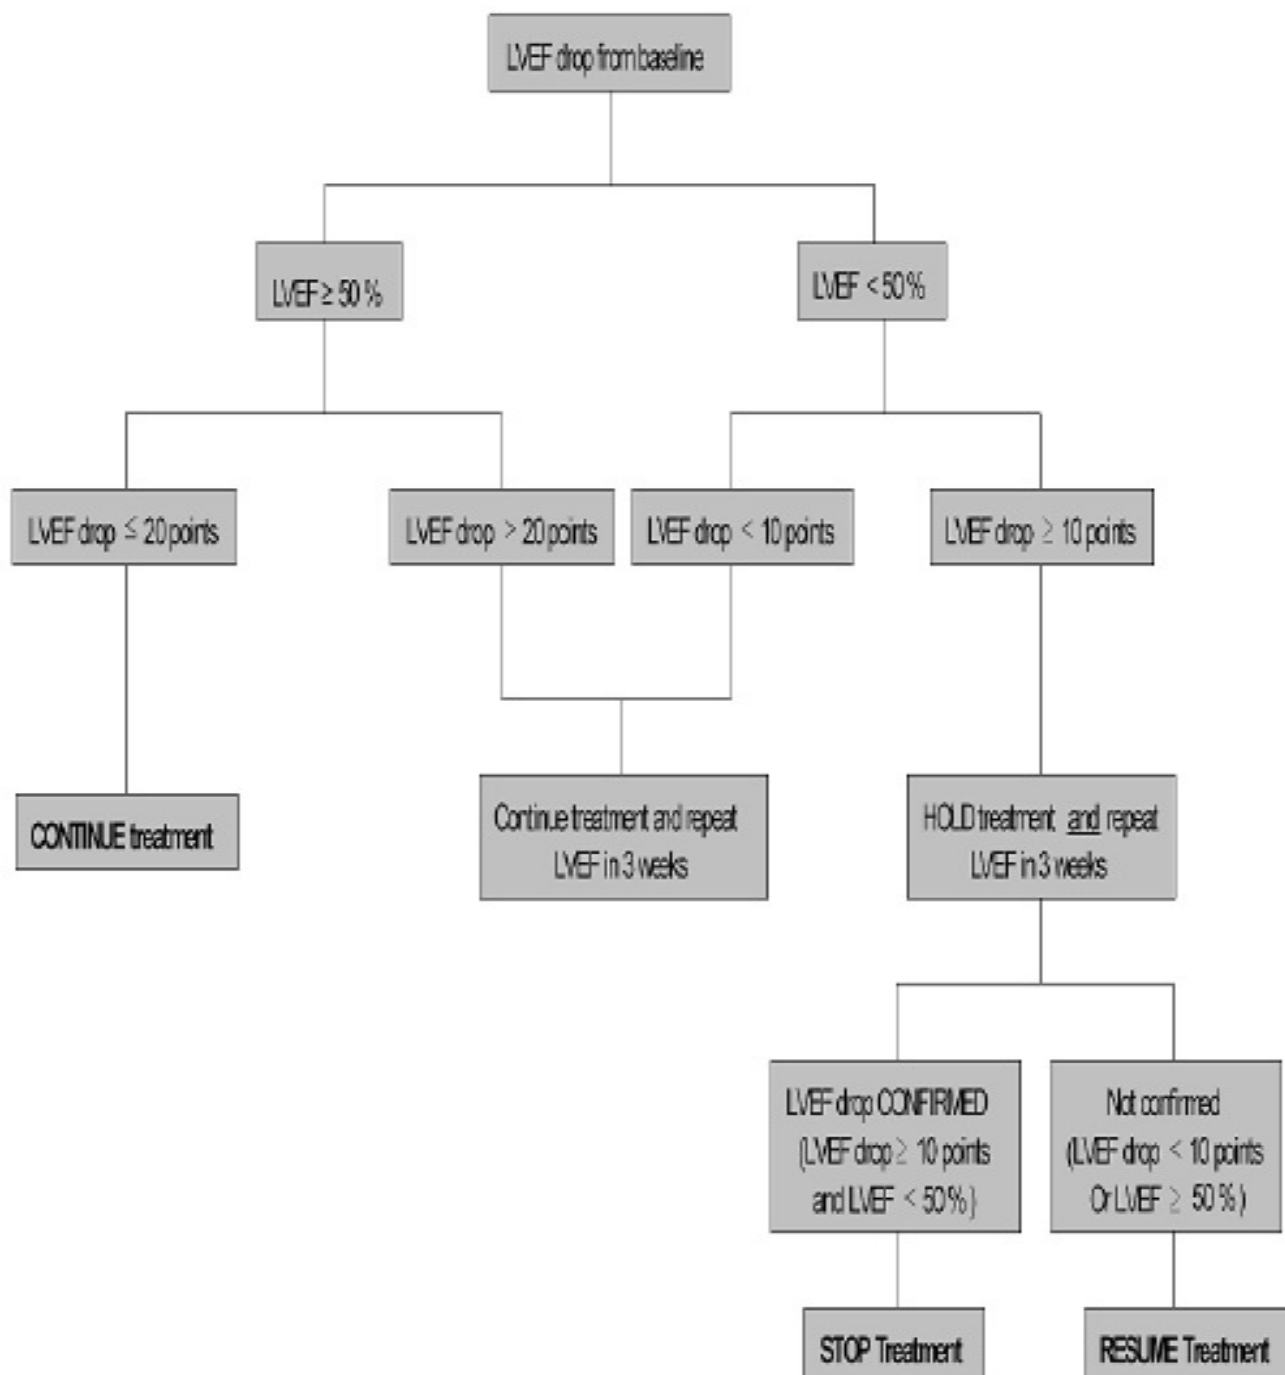 LVEF drop from baseline
LVEF ≥ 50 %
LVEF < 50 %
LVEF drop ≤ 20 points
LVEF drop > 20 points
LVEF drop < 10 points
LVEF drop ≥ 10 points
CONTINUE treatment
Continue treatment and repeat
LVEF in 3 weeks
HOLD treatment and repeat
LVEF in 3 weeks
LVEF drop CONFIRMED
(LVEF drop ≥ 10 points
and LVEF < 50 %)
Not confirmed
(LVEF drop < 10 points
Or LVEF ≥ 50 %)
STOP Treatment
RESUME Treatment